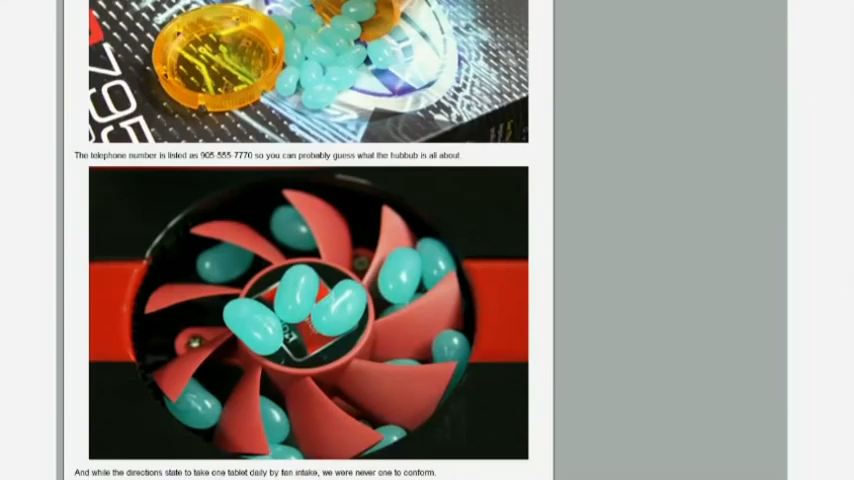 795
The telephone number is listed as 905-555-7770 so you can probably guess what the hubbub is all about
And while the directions state to take one tablet daily by fan intake, we were never one to conform.